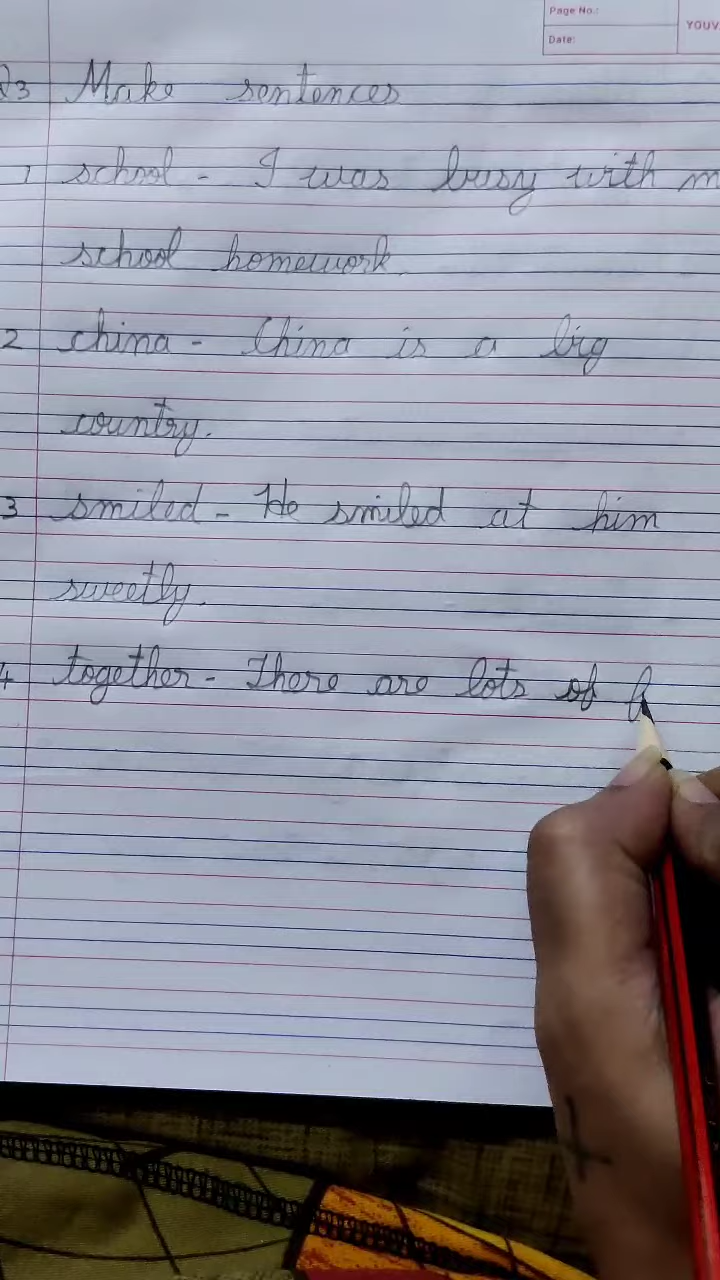 Page No.:
Date:
YOUV
Q3 Make sentences
1 school - I was busy with m
school homework.
2 china - China is a big
country.
3 smiled - He smiled at him
sweetly.
4 together - There are lots of f